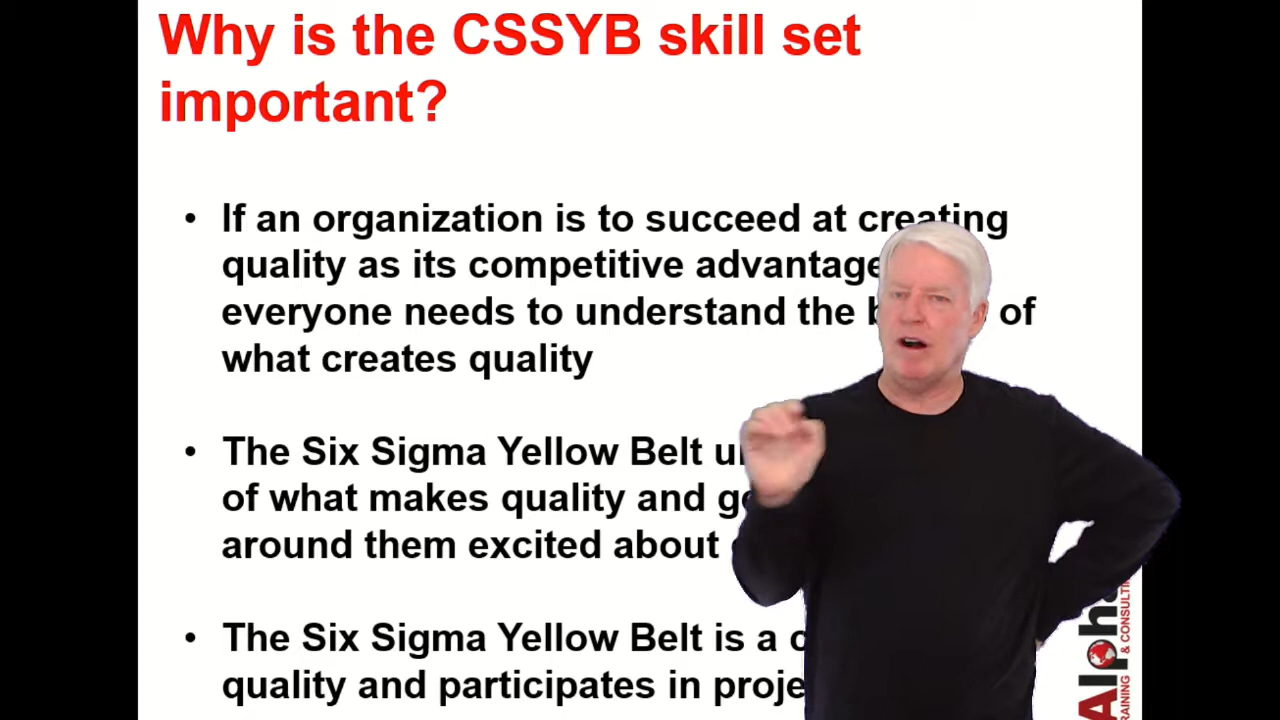 Why is the CSSYB skill set
important?
• If an organization is to succeed at creating
quality as its competitive advantage
everyone needs to understand the of
what creates quality
• The Six Sigma Yellow Belt
of what makes quality and
around them excited about
• The Six Sigma Yellow Belt is a
quality and participates in
Alpha
& CONSULTING